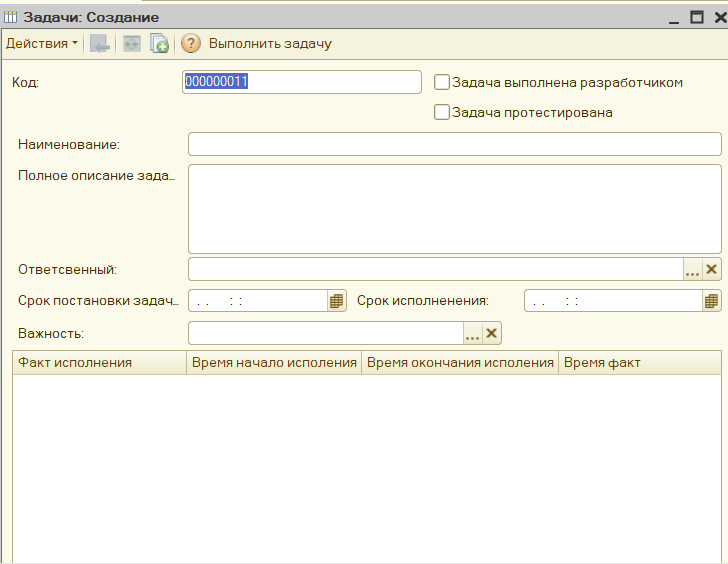 Задачи: Создание
Действия Выполнить задачу
Код: 000000011 Задача выполнена разработчиком
Задача протестирована
Наименование:
Полное описание зада...
Ответсвенный: ...
Срок постановки задач... . . : : Срок исполненения: . . : :
Важность: ...
Факт исполнения Время начало исполения Время окончания исполения Время факт